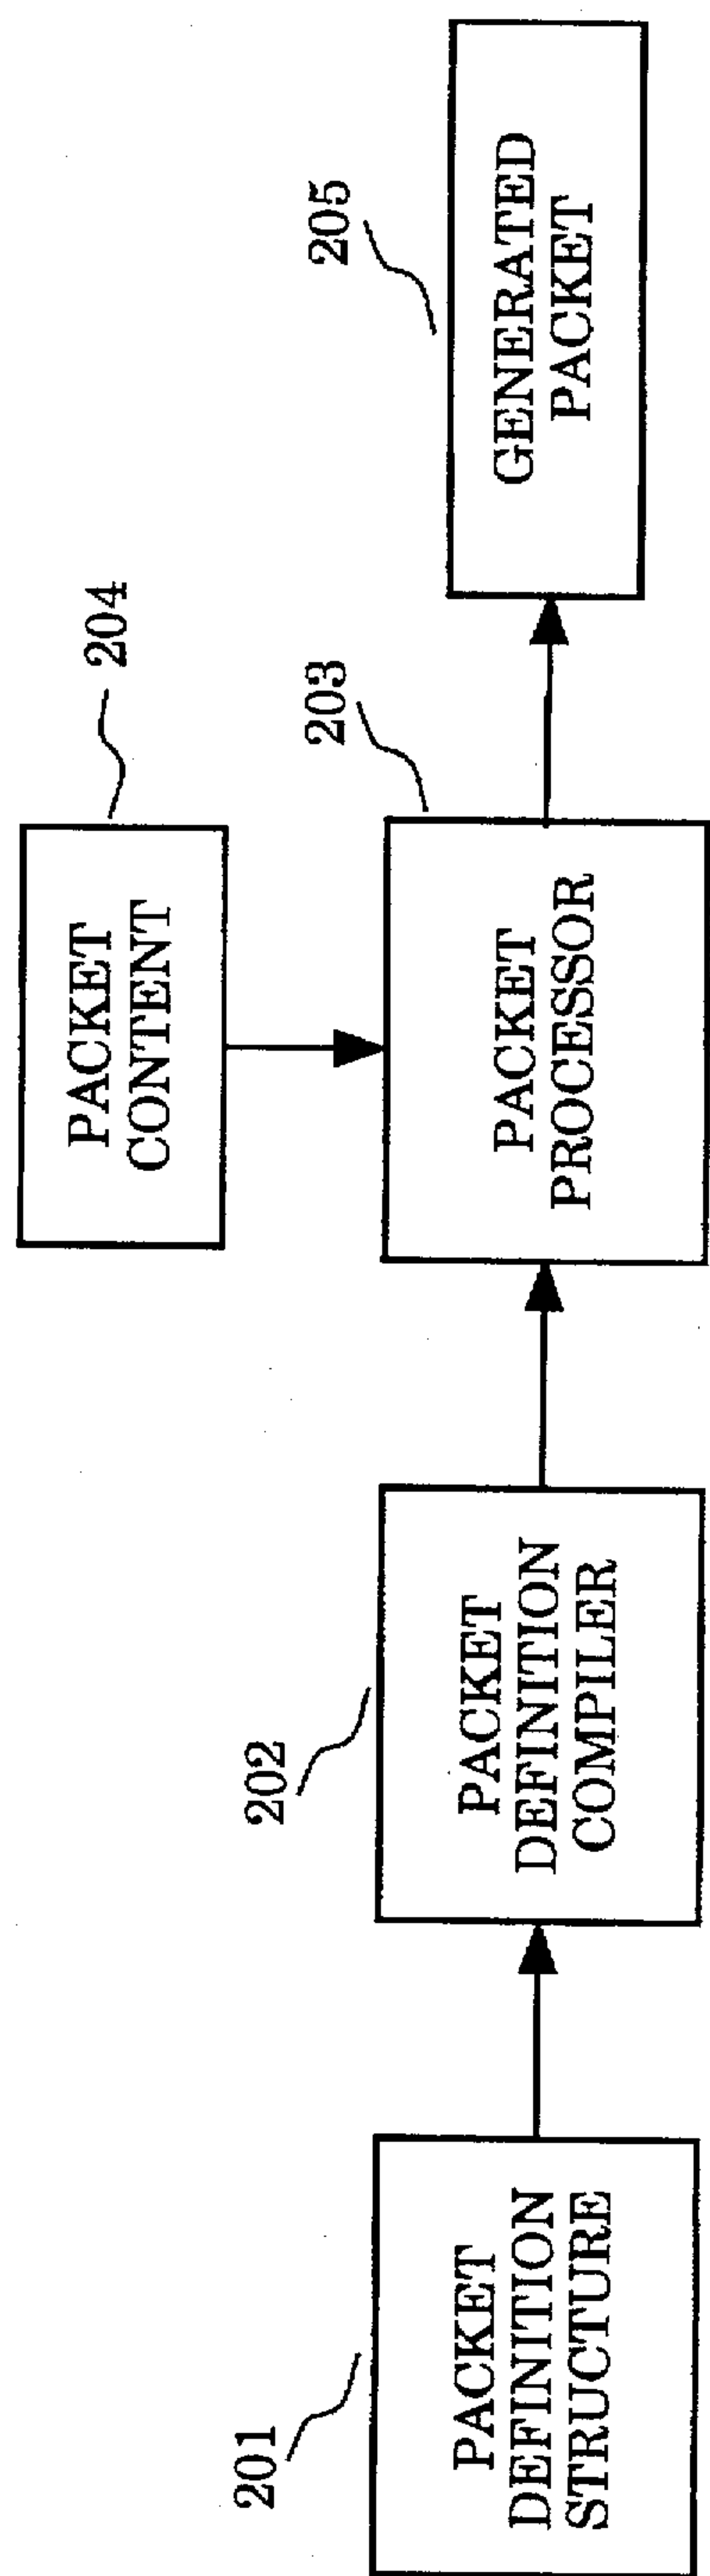 201
PACKET
DEFINITION
STRUCTURE
202
PACKET
DEFINITION
COMPILER
204
PACKET
CONTENT
203
PACKET
PROCESSOR
205
GENERATED
PACKET